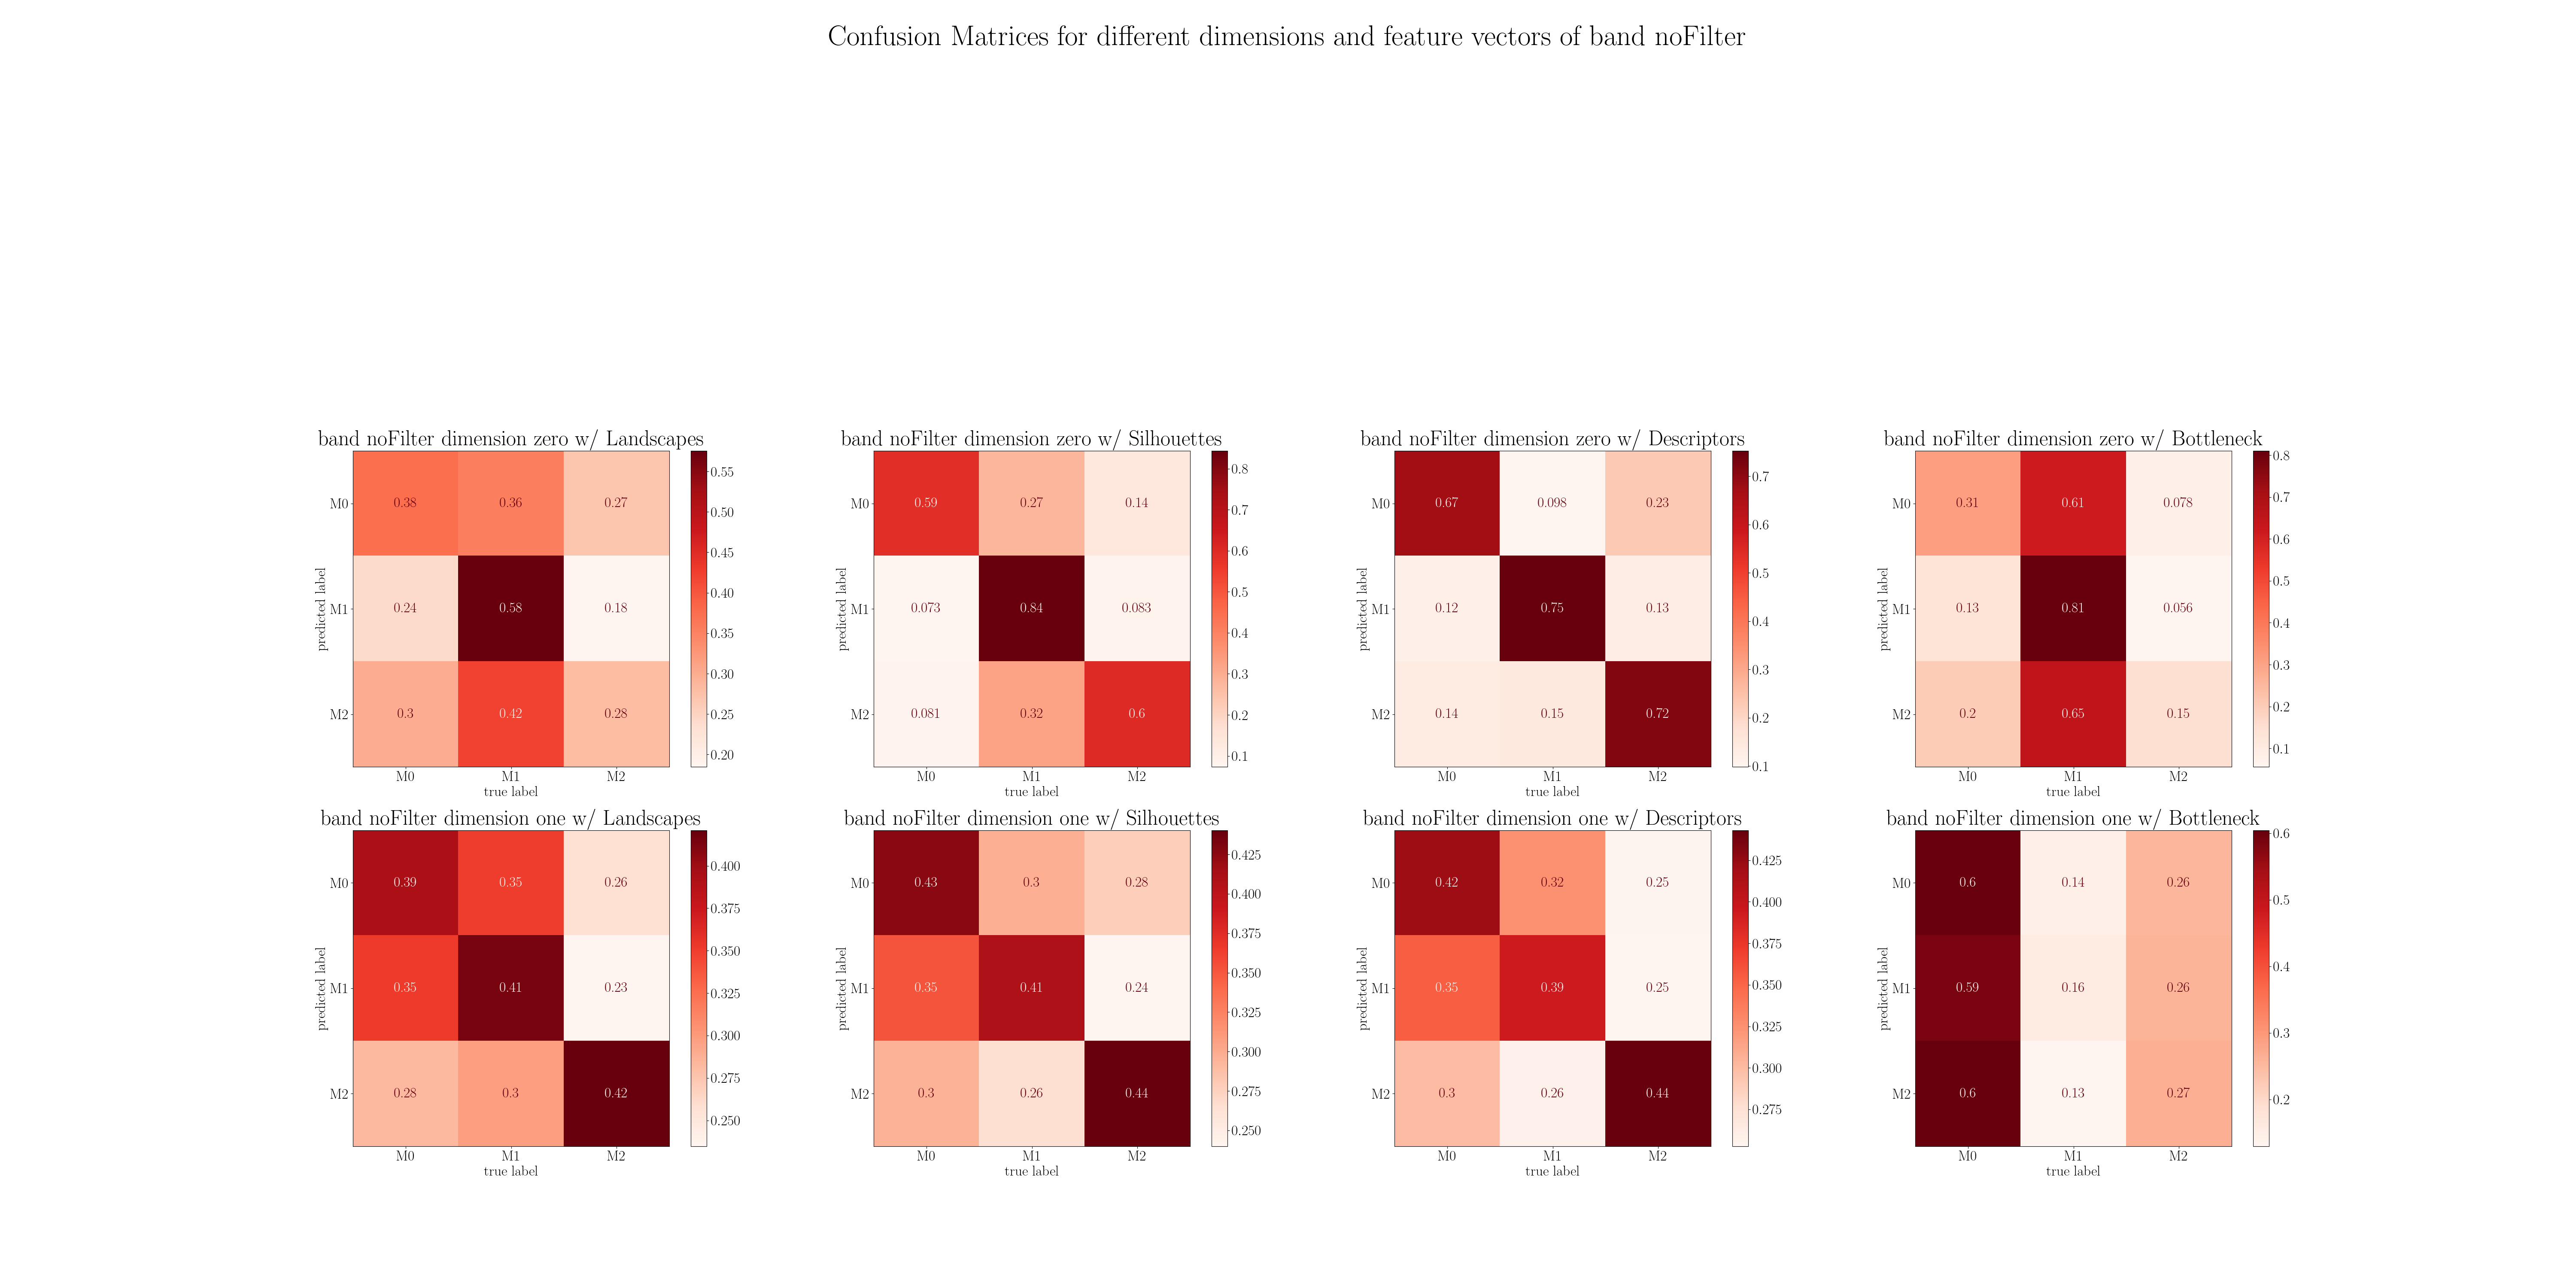 Confusion Matrices for different dimensions and feature vectors of band noFilter
band noFilter dimension zero w/ Landscapes
predicted label
M0 0.38 0.36 0.27
M1 0.24 0.58 0.18
M2 0.3 0.42 0.28
M0 M1 M2
true label
0.55
0.50
0.45
0.40
0.35
0.30
0.25
0.20
band noFilter dimension zero w/ Silhouettes
predicted label
M0 0.59 0.27 0.14
M1 0.073 0.84 0.083
M2 0.081 0.32 0.6
M0 M1 M2
true label
0.8
0.7
0.6
0.5
0.4
0.3
0.2
0.1
band noFilter dimension zero w/ Descriptors
predicted label
M0 0.67 0.098 0.23
M1 0.12 0.75 0.13
M2 0.14 0.15 0.72
M0 M1 M2
true label
0.7
0.6
0.5
0.4
0.3
0.2
0.1
band noFilter dimension zero w/ Bottleneck
predicted label
M0 0.31 0.61 0.078
M1 0.13 0.81 0.056
M2 0.2 0.65 0.15
M0 M1 M2
true label
0.8
0.7
0.6
0.5
0.4
0.3
0.2
0.1
band noFilter dimension one w/ Landscapes
predicted label
M0 0.39 0.35 0.26
M1 0.35 0.41 0.23
M2 0.28 0.3 0.42
M0 M1 M2
true label
0.400
0.375
0.350
0.325
0.300
0.275
0.250
band noFilter dimension one w/ Silhouettes
predicted label
M0 0.43 0.3 0.28
M1 0.35 0.41 0.24
M2 0.3 0.26 0.44
M0 M1 M2
true label
0.425
0.400
0.375
0.350
0.325
0.300
0.275
0.250
band noFilter dimension one w/ Descriptors
predicted label
M0 0.42 0.32 0.25
M1 0.35 0.39 0.25
M2 0.3 0.26 0.44
M0 M1 M2
true label
0.425
0.400
0.375
0.350
0.325
0.300
0.275
band noFilter dimension one w/ Bottleneck
predicted label
M0 0.6 0.14 0.26
M1 0.59 0.16 0.26
M2 0.6 0.13 0.27
M0 M1 M2
true label
0.6
0.5
0.4
0.3
0.2